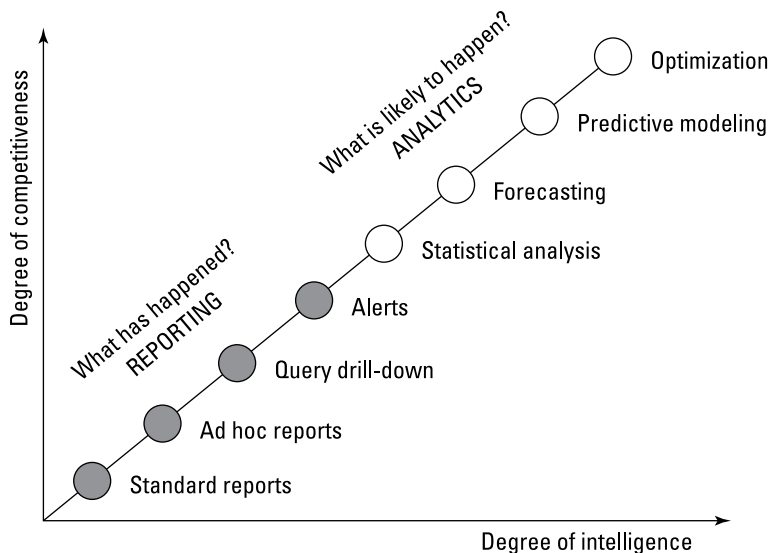 What is likely to happen?
ANALYTICS
Optimization
Predictive modeling
Forecasting
Statistical analysis
What has happened?
REPORTING
Alerts
Query drill-down
Ad hoc reports
Standard reports
Degree of competitiveness
Degree of intelligence